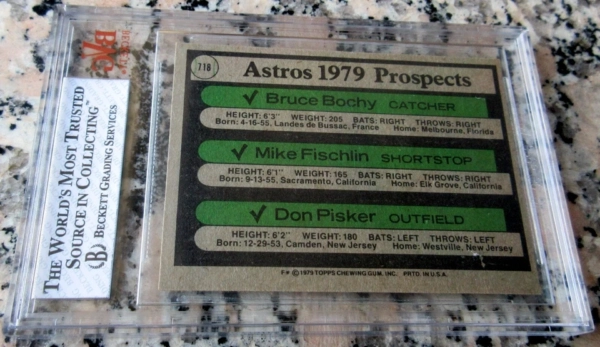 THE WORLD'S MOST TRUSTED
SOURCE IN COLLECTING™
BECKETT GRADING SERVICES
718
Astros 1979 Prospects
Bruce Bochy CATCHER
HEIGHT: 6'3" WEIGHT: 205 BATS: RIGHT THROWS: RIGHT
Born: 4-16-55, Landes de Bussac, France Home: Melbourne, Florida
Mike Fischlin SHORTSTOP
HEIGHT: 6'1" WEIGHT: 165 BATS: RIGHT THROWS: RIGHT
Born: 9-13-55, Sacramento, California Home: Elk Grove, California
Don Pisker OUTFIELD
HEIGHT: 6'2" WEIGHT: 180 BATS: LEFT THROWS: LEFT
Born: 12-29-53, Camden, New Jersey Home: Westville, New Jersey
F* © 1979 TOPPS CHEWING GUM, INC. PRTD. IN U.S.A.